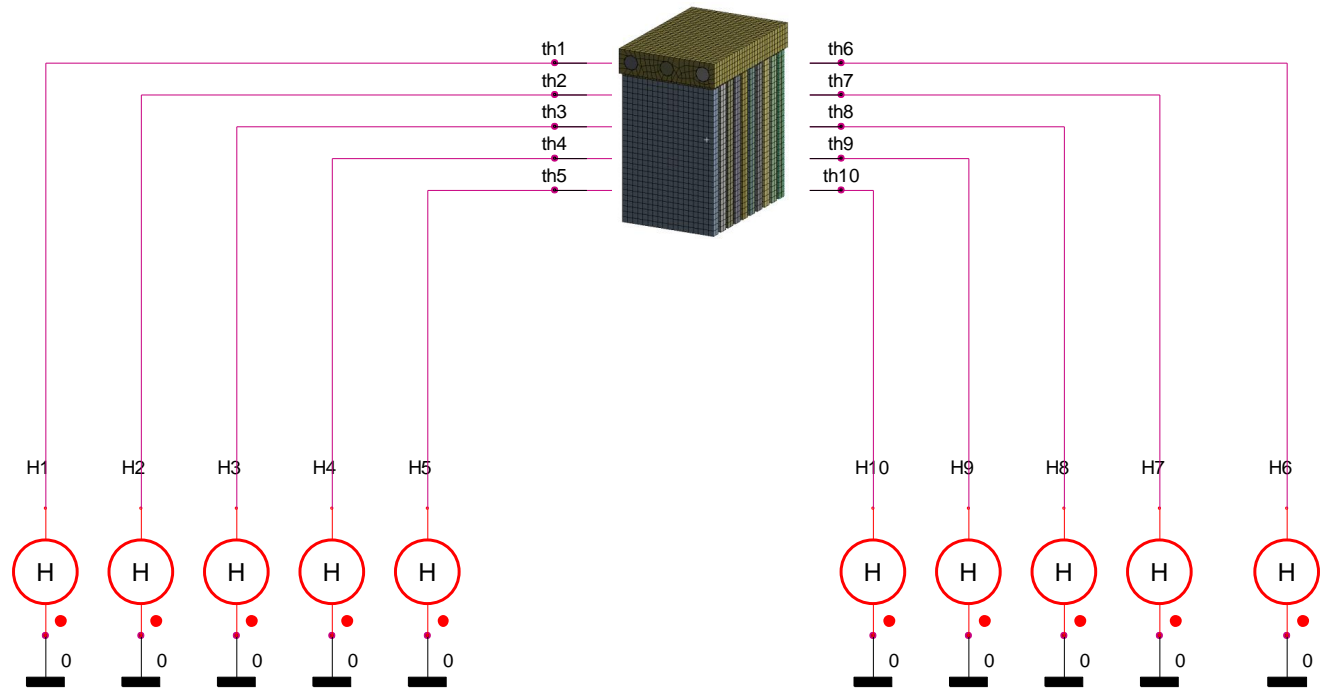 th1 th6
th2 th7
th3 th8
th4 th9
th5 th10
H1 H2 H3 H4 H5 H10 H9 H8 H7 H6
H H H H H H H H H H
0 0 0 0 0 0 0 0 0 0